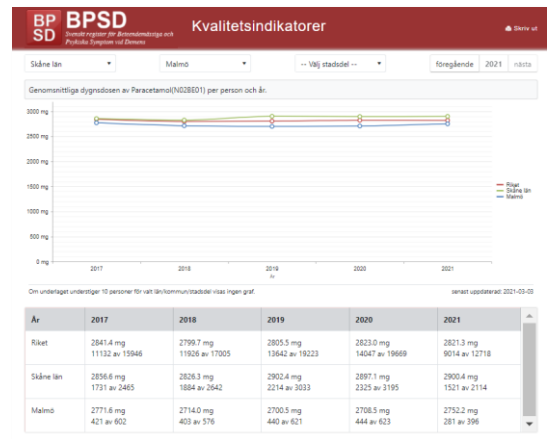 BP
SD
BPSD
Svenskt register för Beteendemässiga och
Psykiska Symptom vid Demens
Kvalitetsindikatorer
Skriv ut
Skåne län Malmö -- Välj stadsdel -- föregående 2021 nästa
Genomsnittliga dygnsdosen av Paracetamol(N02BE01) per person och år.
3000 mg
2500 mg
2000 mg
1500 mg
1000 mg
500 mg
0 mg
Riket
Skåne län
Malmö
2017 2018 2019 2020 2021
År
Om underlaget understiger 10 personer för valt län/kommun/stadsdel visas ingen graf. senast uppdaterad: 2021-03-03
År 2017 2018 2019 2020 2021
Riket 2841.4 mg 2799.7 mg 2805.5 mg 2823.0 mg 2821.3 mg
11132 av 15946 11926 av 17005 13642 av 19223 14047 av 19669 9014 av 12718
Skåne län 2856.6 mg 2826.3 mg 2902.4 mg 2897.1 mg 2900.4 mg
1731 av 2465 1884 av 2642 2214 av 3033 2325 av 3195 1521 av 2114
Malmö 2771.6 mg 2714.0 mg 2700.5 mg 2708.5 mg 2752.2 mg
421 av 602 403 av 576 440 av 621 444 av 623 281 av 396